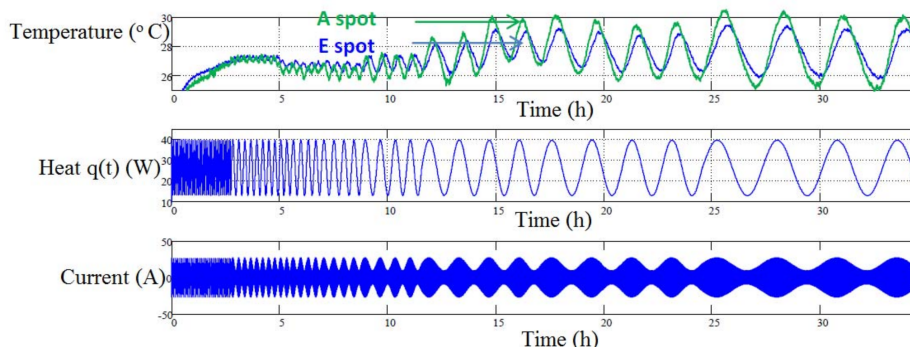 30
A spot
Temperature (o C)
28
E spot
26
0 5 10 15 20 25 30
Time (h)
40
30
Heat q(t) (W)
20
10
0 5 10 15 20 25 30
Time (h)
50
Current (A)
0
-50
0 5 10 15 20 25 30
Time (h)